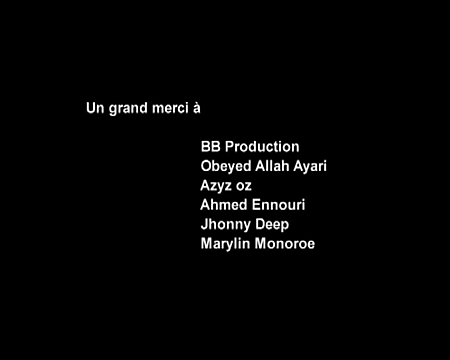 Un grand merci à
BB Production
Obeyed Allah Ayari
Azyz oz
Ahmed Ennouri
Jhonny Deep
Marylin Monoroe